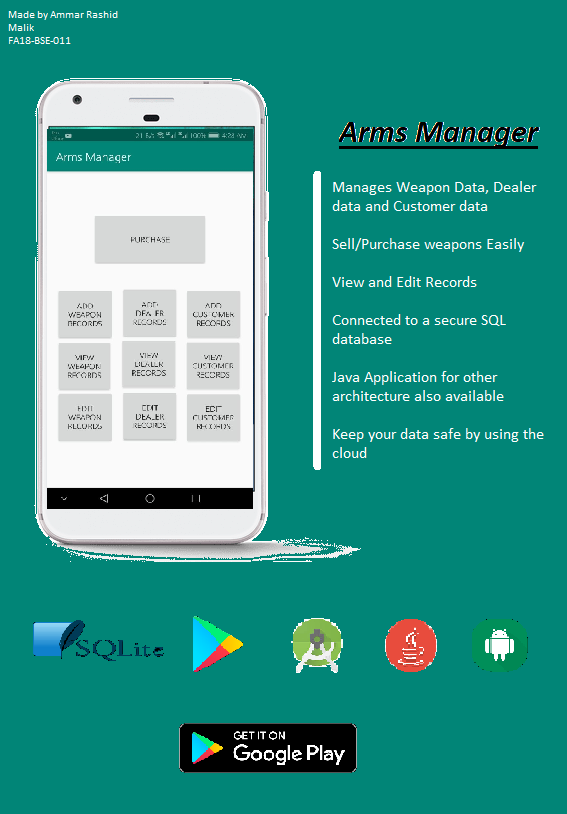 Made by Ammar Rashid
Malik
FA18-BSE-011
Arms Manager
100%
4:28 AM
Arms Manager
PURCHASE
ADD
WEAPON
RECORDS
ADD
DEALER
RECORDS
ADD
CUSTOMER
RECORDS
VIEW
WEAPON
RECORDS
VIEW
DEALER
RECORDS
VIEW
CUSTOMER
RECORDS
EDIT
WEAPON
RECORDS
EDIT
DEALER
RECORDS
EDIT
CUSTOMER
RECORDS
Manages Weapon Data, Dealer
data and Customer data
Sell/Purchase weapons Easily
View and Edit Records
Connected to a secure SQL
database
Java Application for other
architecture also available
Keep your data safe by using the
cloud
SQLite
GET IT ON
Google Play